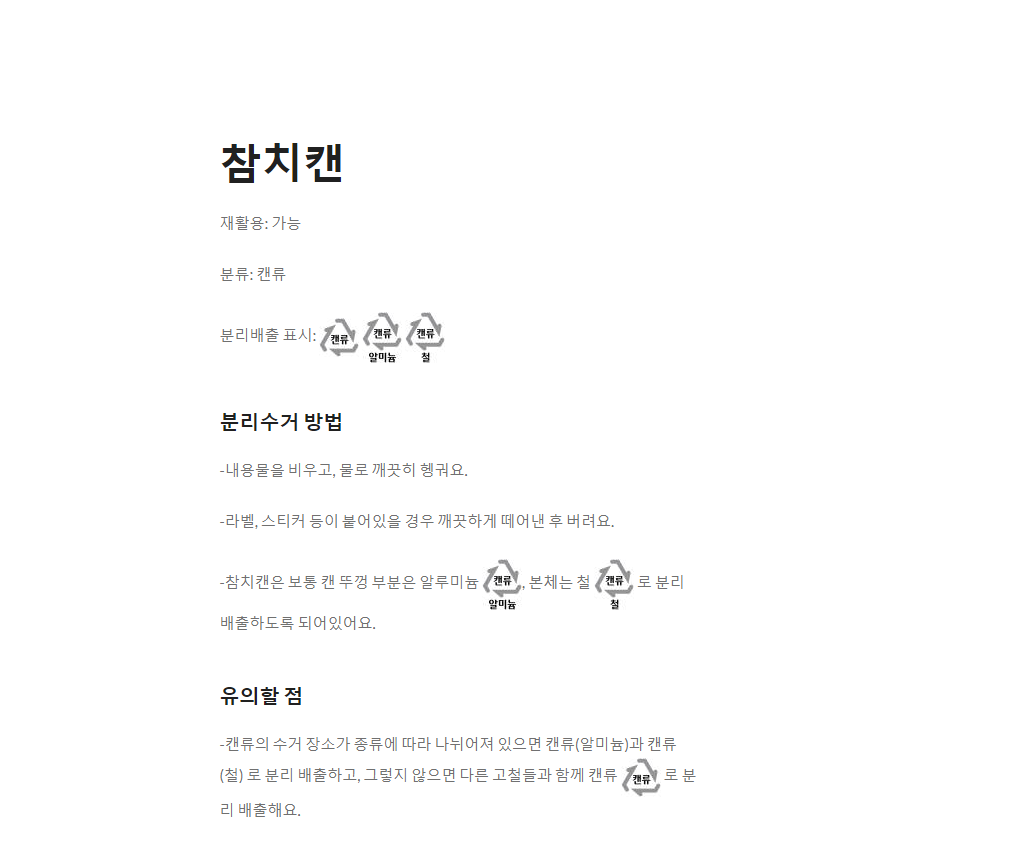 참치캔
재활용: 가능
분류: 캔류
분리배출 표시: 캔류 캔류 알미늄 캔류 철
분리수거 방법
-내용물을 비우고, 물로 깨끗히 헹궈요.
-라벨, 스티커 등이 붙어있을 경우 깨끗하게 떼어낸 후 버려요.
-참치캔은 보통 캔 뚜껑 부분은 알루미늄 캔류 알미늄, 본체는 철 캔류 철 로 분리
배출하도록 되어있어요.
유의할 점
-캔류의 수거 장소가 종류에 따라 나뉘어져 있으면 캔류(알미늄)과 캔류
(철) 로 분리 배출하고, 그렇지 않으면 다른 고철들과 함께 캔류 캔류 로 분
리 배출해요.